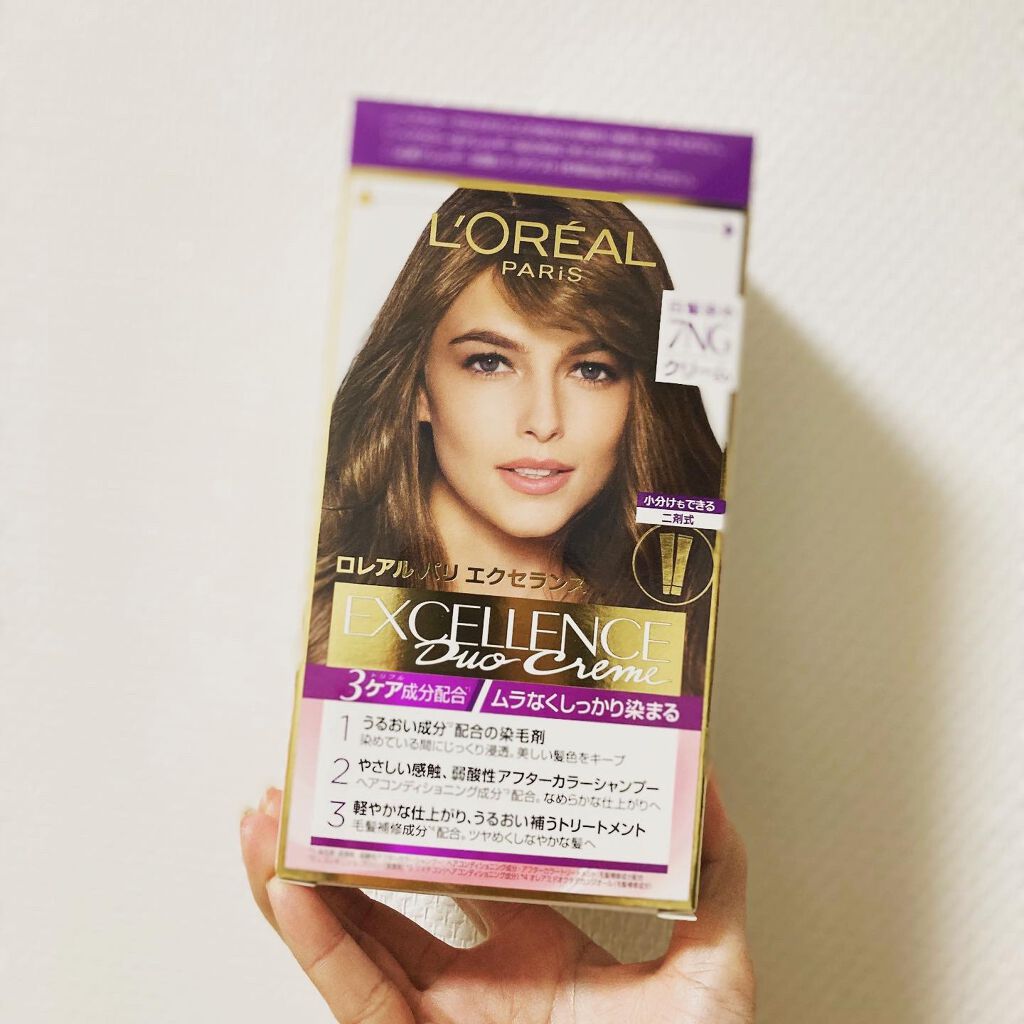 L'ORÉAL
PARIS
7NG
クリーム
小分けもできる
二剤式
ロレアル パリ エクセランス
EXCELLENCE
Duo Creme
トリプル
3ケア成分配合
ムラなくしっかり染まる
1 うるおい成分 配合の染毛剤
染めている間にじっくり浸透。美しい髪色をキープ
2 やさしい感触、弱酸性アフターカラーシャンプー
ヘアコンディショニング成分 配合。なめらかな仕上がりへ
3 軽やかな仕上がり、うるおい補うトリートメント
毛髪補修成分 配合。ツヤめくしなやかな髪へ